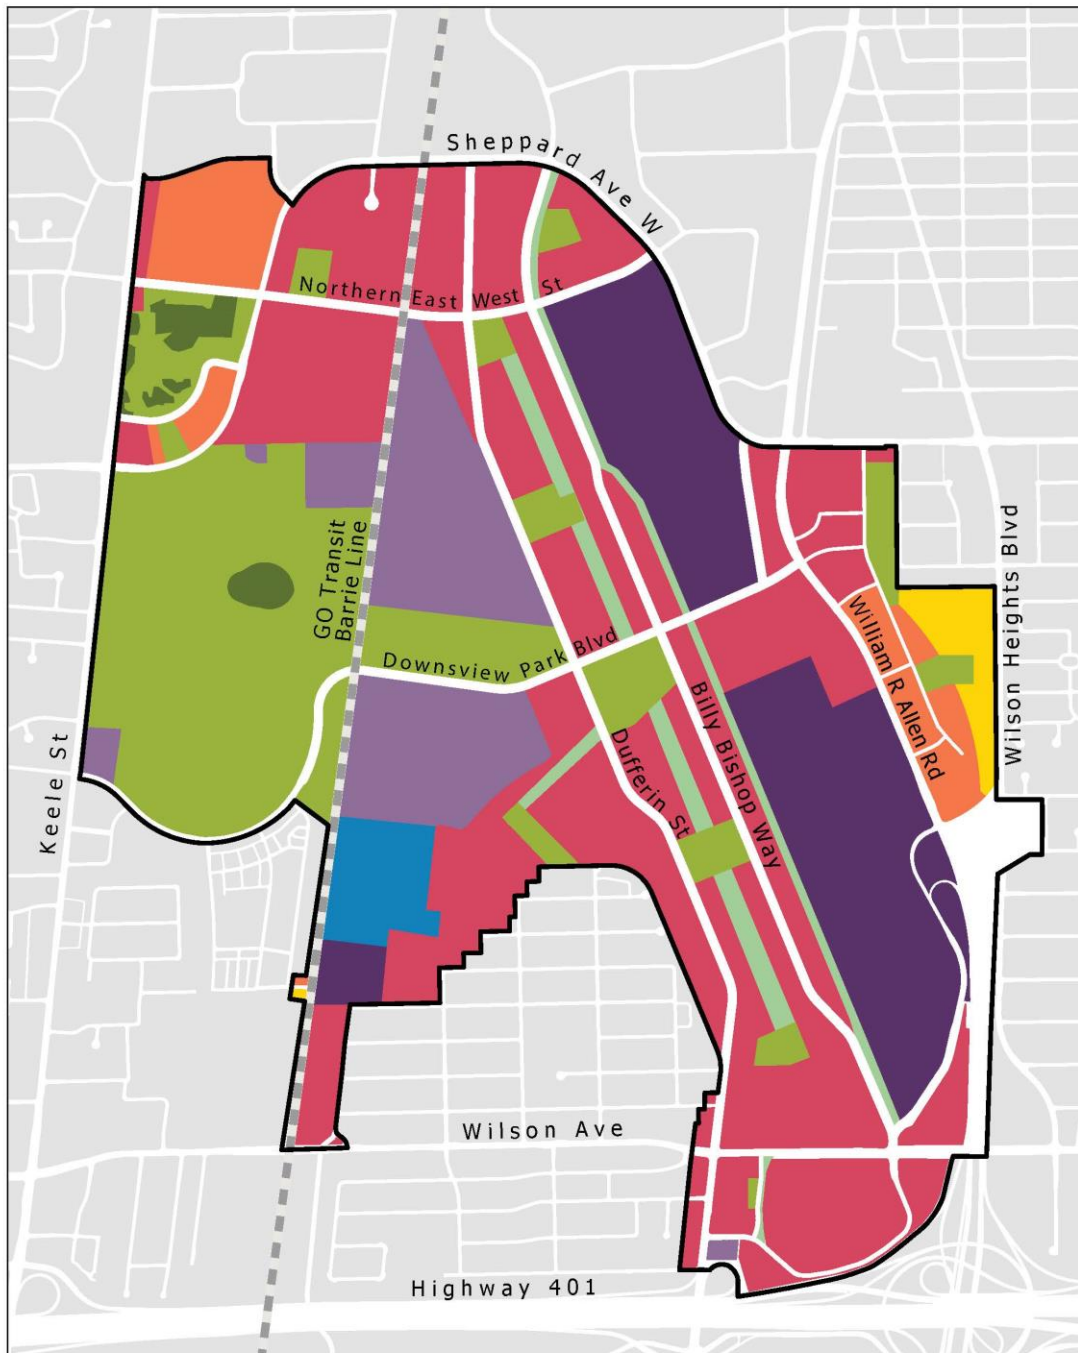 Sheppard Ave W
Northern East West St
GO Transit
Barrie Line
Downsview Park Blvd
William R Allen Rd
Wilson Heights Blvd
Keele St
Dufferin St
Billy Bishop Way
Wilson Ave
Highway 401